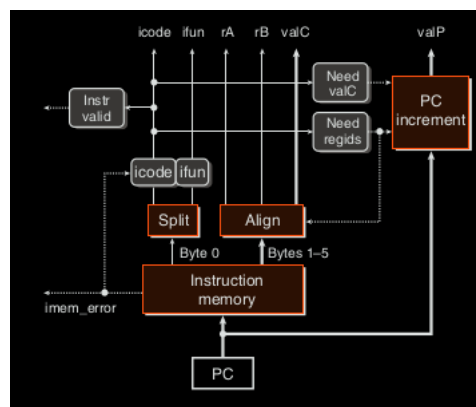 icode ifun rA rB valC valP
Need
valC
Instr
valid
PC
increment
Need
regids
icode ifun
Split
Align
Byte 0
Bytes 1–5
Instruction
memory
imem_error
PC